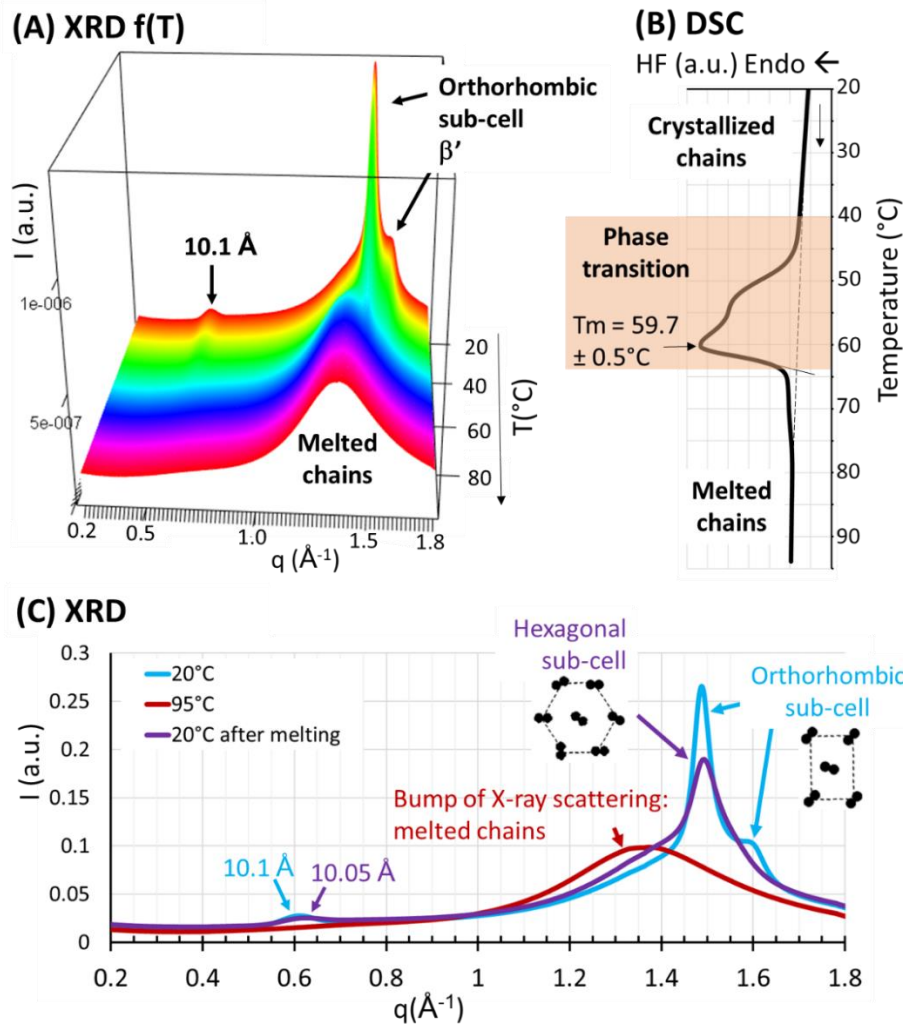 (A) XRD f(T)
Orthorhombic
sub-cell
β’
10.1 Å
I (a.u.)
1e-006
5e-007
Melted
chains
20
40
60
80
T(°C)
0.2
0.5
1.0
1.5
1.8
q (Å⁻¹)
(B) DSC
HF (a.u.) Endo ←
Crystallized
chains
Phase
transition
Tm = 59.7
± 0.5°C
Melted
chains
20
30
40
50
60
70
80
90
Temperature (°C)
(C) XRD
0.3
0.25
0.2
0.15
0.1
0.05
0
I (a.u.)
20°C
95°C
20°C after melting
Hexagonal
sub-cell
Orthorhombic
sub-cell
Bump of X-ray scattering:
melted chains
10.1 Å
10.05 Å
0.2
0.4
0.6
0.8
1
1.2
1.4
1.6
1.8
q(Å⁻¹)